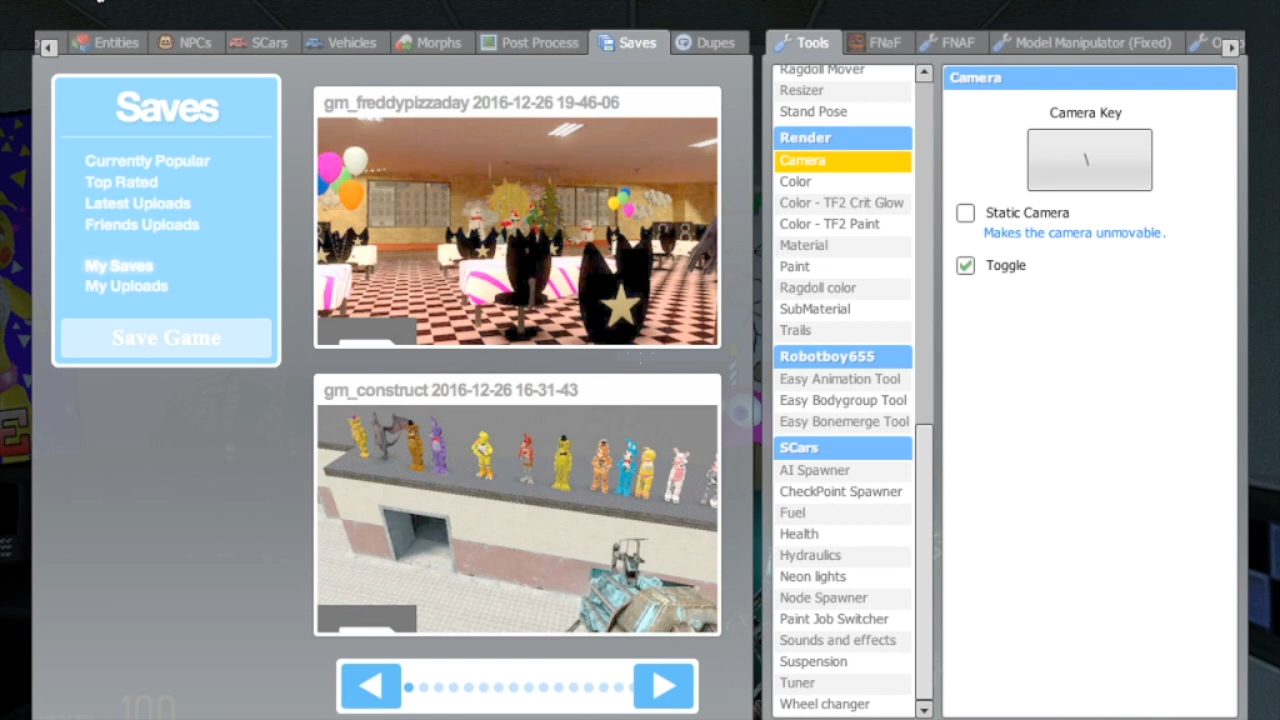 Entities
NPCs
SCars
Vehicles
Morphs
Post Process
Saves
Dupes
Tools
FNaF
FNAF
Model Manipulator (Fixed)
Saves
Currently Popular
Top Rated
Latest Uploads
Friends Uploads
My Saves
My Uploads
Save Game
gm_freddypizzaday 2016-12-26 19-46-06
gm_construct 2016-12-26 16-31-43
100
Ragdoll Mover
Resizer
Stand Pose
Render
Camera
Color
Color - TF2 Crit Glow
Color - TF2 Paint
Material
Paint
Ragdoll color
SubMaterial
Trails
Robotboy655
Easy Animation Tool
Easy Bodygroup Tool
Easy Bonemerge Tool
SCars
AI Spawner
CheckPoint Spawner
Fuel
Health
Hydraulics
Neon lights
Node Spawner
Paint Job Switcher
Sounds and effects
Suspension
Tuner
Wheel changer
Camera
Camera Key
\
Static Camera
Makes the camera unmovable.
Toggle